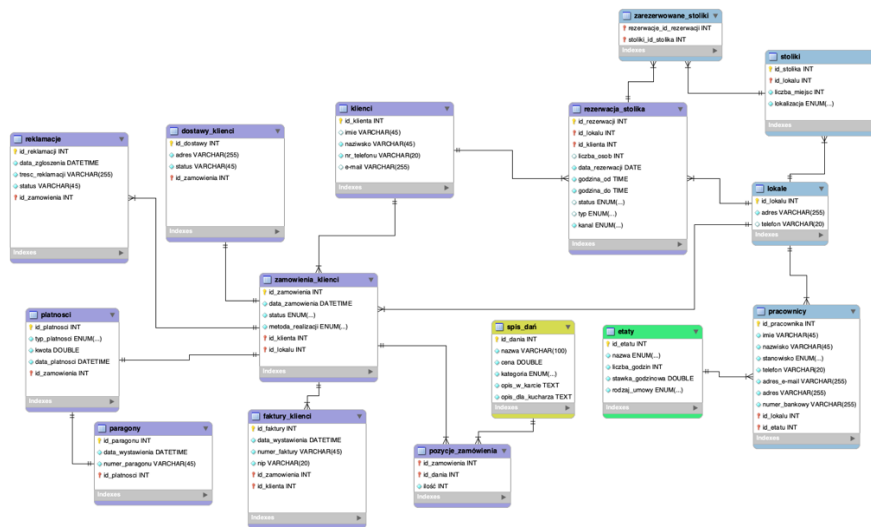 zarezerwowane_stoliki
rezerwacje_id_rezerwacji INT
stoliki_id_stolika INT
Indexes
stoliki
id_stolika INT
id_lokalu INT
liczba_miejsc INT
lokalizacja ENUM(...)
Indexes
klienci
id_klienta INT
imie VARCHAR(45)
naziwsko VARCHAR(45)
nr_telefonu VARCHAR(20)
e-mail VARCHAR(255)
Indexes
rezerwacja_stolika
id_rezerwacji INT
id_lokalu INT
id_klienta INT
liczba_osob INT
data_rezerwacji DATE
godzina_od TIME
godzina_do TIME
status ENUM(...)
typ ENUM(...)
kanal ENUM(...)
Indexes
dostawy_klienci
id_dostawy INT
adres VARCHAR(255)
status VARCHAR(45)
id_zamowienia INT
Indexes
reklamacje
id_reklamacji INT
data_zgloszenia DATETIME
tresc_reklamacji VARCHAR(255)
status VARCHAR(45)
id_zamowienia INT
Indexes
lokale
id_lokalu INT
adres VARCHAR(255)
telefon VARCHAR(20)
Indexes
zamowienia_klienci
id_zamowienia INT
data_zamowienia DATETIME
status ENUM(...)
metoda_realizacji ENUM(...)
id_klienta INT
id_lokalu INT
Indexes
platnosci
id_platnosci INT
typ_platnosci ENUM(...)
kwota DOUBLE
data_platnosci DATETIME
id_zamowienia INT
Indexes
spis_dań
id_dania INT
nazwa VARCHAR(100)
cena DOUBLE
kategoria ENUM(...)
opis_w_karcie TEXT
opis_dla_kucharza TEXT
Indexes
etaty
id_etatu INT
nazwa ENUM(...)
liczba_godzin INT
stawka_godzinowa DOUBLE
rodzaj_umowy ENUM(...)
Indexes
pracownicy
id_pracownika INT
imie VARCHAR(45)
nazwisko VARCHAR(45)
stanowisko ENUM(...)
telefon VARCHAR(20)
adres_e-mail VARCHAR(255)
adres VARCHAR(255)
numer_bankowy VARCHAR(255)
id_lokalu INT
id_etatu INT
Indexes
paragony
id_paragonu INT
data_wystawienia DATETIME
numer_paragonu VARCHAR(45)
id_platnosci INT
Indexes
faktury_klienci
id_faktury INT
data_wystawienia DATETIME
numer_faktury VARCHAR(45)
nip VARCHAR(20)
id_zamowienia INT
id_klienta INT
Indexes
pozycje_zamówienia
id_zamowienia INT
id_dania INT
ilość INT
Indexes